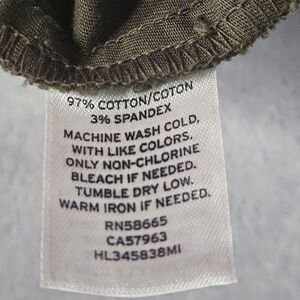 97% COTTON/COTON
3% SPANDEX
MACHINE WASH COLD,
WITH LIKE COLORS.
ONLY NON-CHLORINE
BLEACH IF NEEDED.
TUMBLE DRY LOW.
WARM IRON IF NEEDED.
RN58665
CA57963
HL345838MI